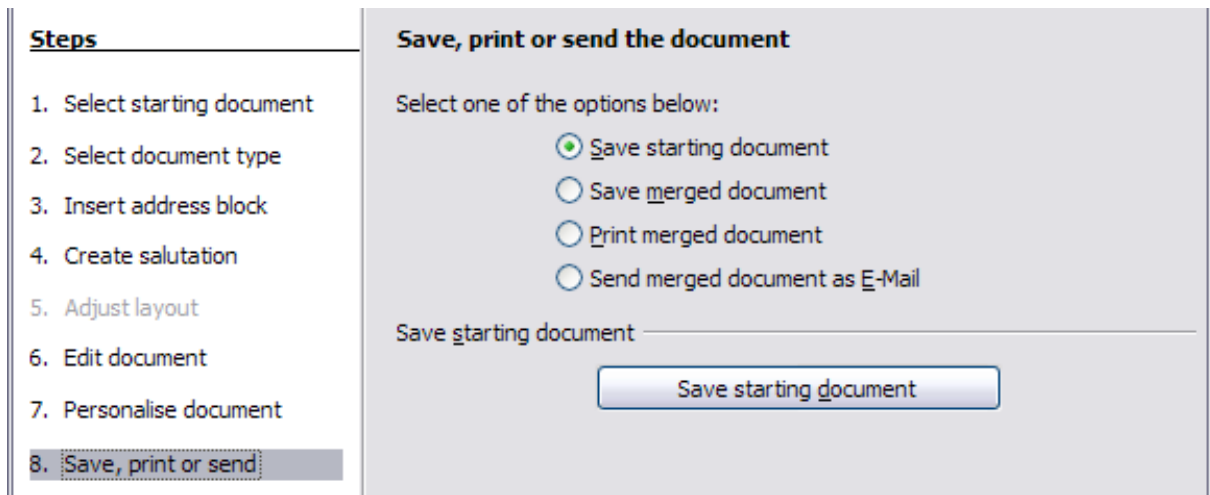 Steps
1. Select starting document
2. Select document type
3. Insert address block
4. Create salutation
5. Adjust layout
6. Edit document
7. Personalise document
8. Save, print or send
Save, print or send the document
Select one of the options below:
Save starting document
Save merged document
Print merged document
Send merged document as E-Mail
Save starting document
Save starting document